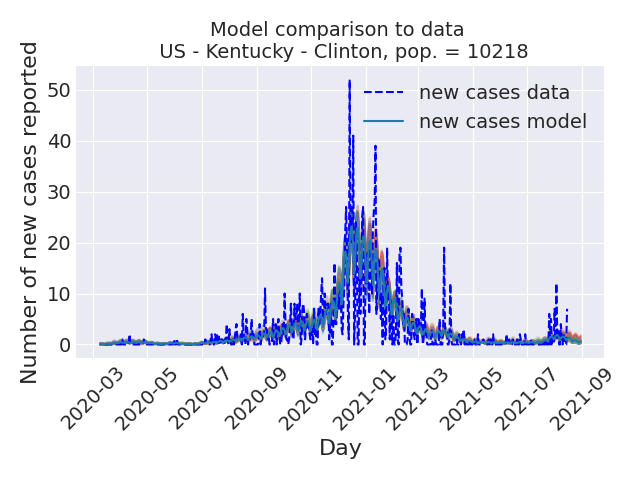 Model comparison to data
US - Kentucky - Clinton, pop. = 10218
Number of new cases reported
50
40
30
20
10
0
new cases data
new cases model
2020-03
2020-05
2020-07
2020-09
2020-11
2021-01
2021-03
2021-05
2021-07
2021-09
Day